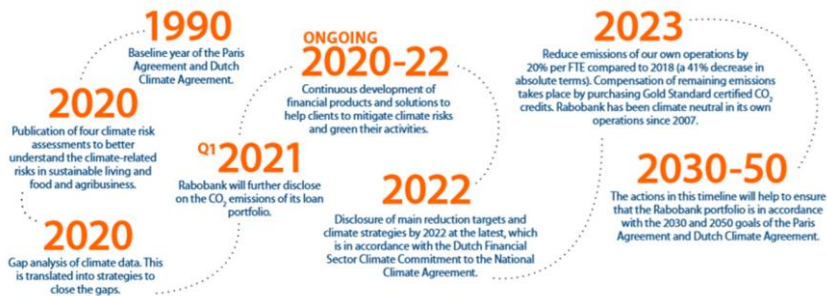 1990
Baseline year of the Paris
Agreement and Dutch
Climate Agreement.
2020
Publication of four climate risk
assessments to better
understand the climate-related
risks in sustainable living and
food and agribusiness.
2020
Gap analysis of climate data. This
is translated into strategies to
close the gaps.
Q1 2021
Rabobank will further disclose
on the CO₂ emissions of its loan
portfolio.
ONGOING
2020-22
Continuous development of
financial products and solutions to
help clients to mitigate climate risks
and green their activities.
2022
Disclosure of main reduction targets and
climate strategies by 2022 at the latest, which
is in accordance with the Dutch Financial
Sector Climate Commitment to the National
Climate Agreement.
2023
Reduce emissions of our own operations by
20% per FTE compared to 2018 (a 41% decrease in
absolute terms). Compensation of remaining emissions
takes place by purchasing Gold Standard certified CO₂
credits. Rabobank has been climate neutral in its own
operations since 2007.
2030-50
The actions in this timeline will help to ensure
that the Rabobank portfolio is in accordance
with the 2030 and 2050 goals of the Paris
Agreement and Dutch Climate Agreement.